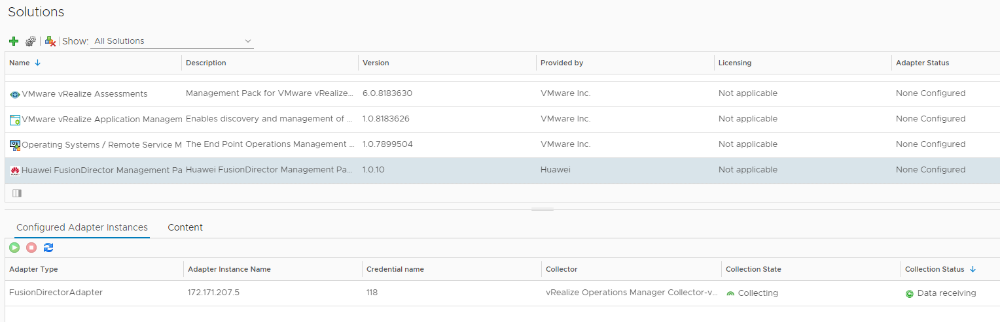 Solutions
Show: All Solutions
Name Description Version Provided by Licensing Adapter Status
VMware vRealize Assessments Management Pack for VMware vRealize... 6.0.8183630 VMware Inc. Not applicable None Configured
VMware vRealize Application Managem Enables discovery and management of ... 1.0.8183626 VMware Inc. Not applicable None Configured
Operating Systems / Remote Service M The End Point Operations Management ... 1.0.7899504 VMware Inc. Not applicable None Configured
Huawei FusionDirector Management Pa Huawei FusionDirector Management Pa... 1.0.10 Huawei Not applicable None Configured
Configured Adapter Instances Content
Adapter Type Adapter Instance Name Credential name Collector Collection State Collection Status
FusionDirectorAdapter 172.171.207.5 118 vRealize Operations Manager Collector-v... Collecting Data receiving